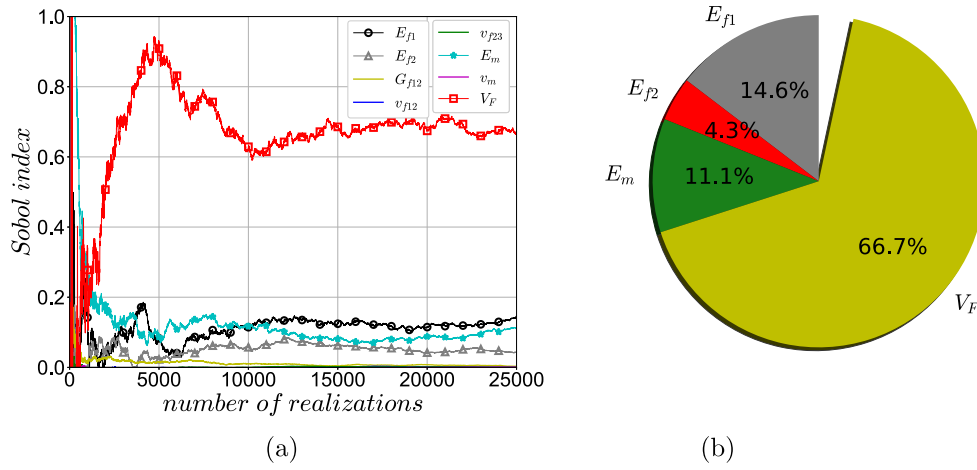 1.0
0.8
0.6
0.4
0.2
0.0
Sobol index
0
5000
10000
15000
20000
25000
number of realizations
E_{f1}
E_{f2}
G_{f12}
v_{f12}
v_{f23}
E_m
v_m
V_F
(a)
E_{f1}
14.6%
E_{f2}
4.3%
E_m
11.1%
66.7%
V_F
(b)